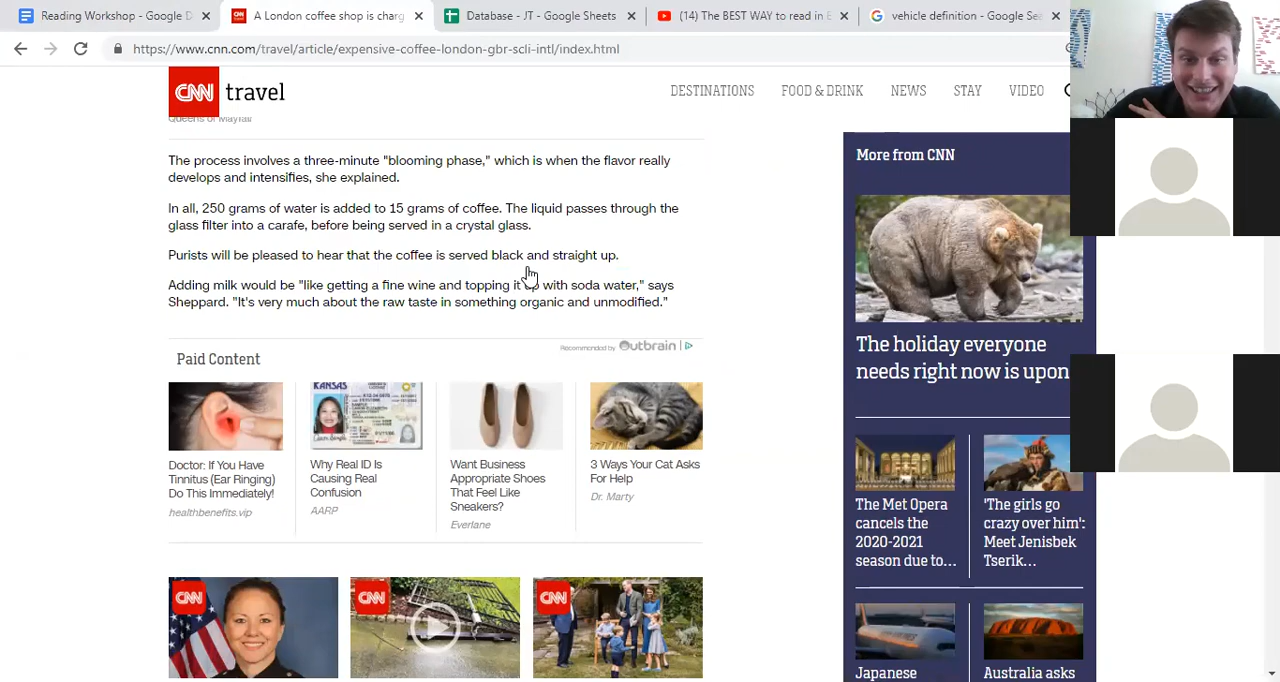 Reading Workshop - Google D
A London coffee shop is charg
Database - JT - Google Sheets
(14) The BEST WAY to read in E
vehicle definition - Google Sea
https://www.cnn.com/travel/article/expensive-coffee-london-gbr-scli-intl/index.html
CNN travel
DESTINATIONS FOOD & DRINK NEWS STAY VIDEO
Queens of Mayfair
The process involves a three-minute "blooming phase," which is when the flavor really
develops and intensifies, she explained.
In all, 250 grams of water is added to 15 grams of coffee. The liquid passes through the
glass filter into a carafe, before being served in a crystal glass.
Purists will be pleased to hear that the coffee is served black and straight up.
Adding milk would be "like getting a fine wine and topping it up with soda water," says
Sheppard. "It's very much about the raw taste in something organic and unmodified."
Paid Content
Recommended by Outbrain
Doctor: If You Have
Tinnitus (Ear Ringing)
Do This Immediately!
healthbenefits.vip
KANSAS
Why Real ID Is
Causing Real
Confusion
AARP
Want Business
Appropriate Shoes
That Feel Like
Sneakers?
Everlane
3 Ways Your Cat Asks
For Help
Dr. Marty
CNN
CNN
CNN
More from CNN
The holiday everyone
needs right now is upon
The Met Opera
cancels the
2020-2021
season due to...
'The girls go
crazy over him':
Meet Jenisbek
Tserik...
Japanese
Australia asks